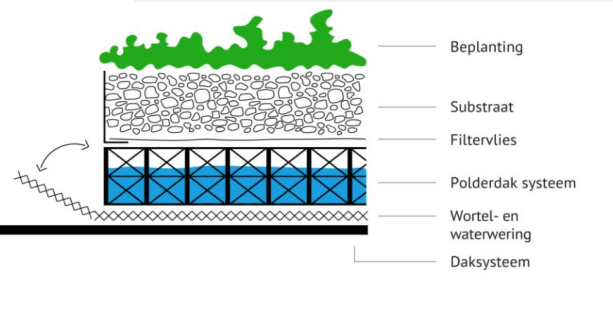 Beplanting
Substraat
Filtervlies
Polderdak systeem
Wortel- en
waterwering
Daksysteem